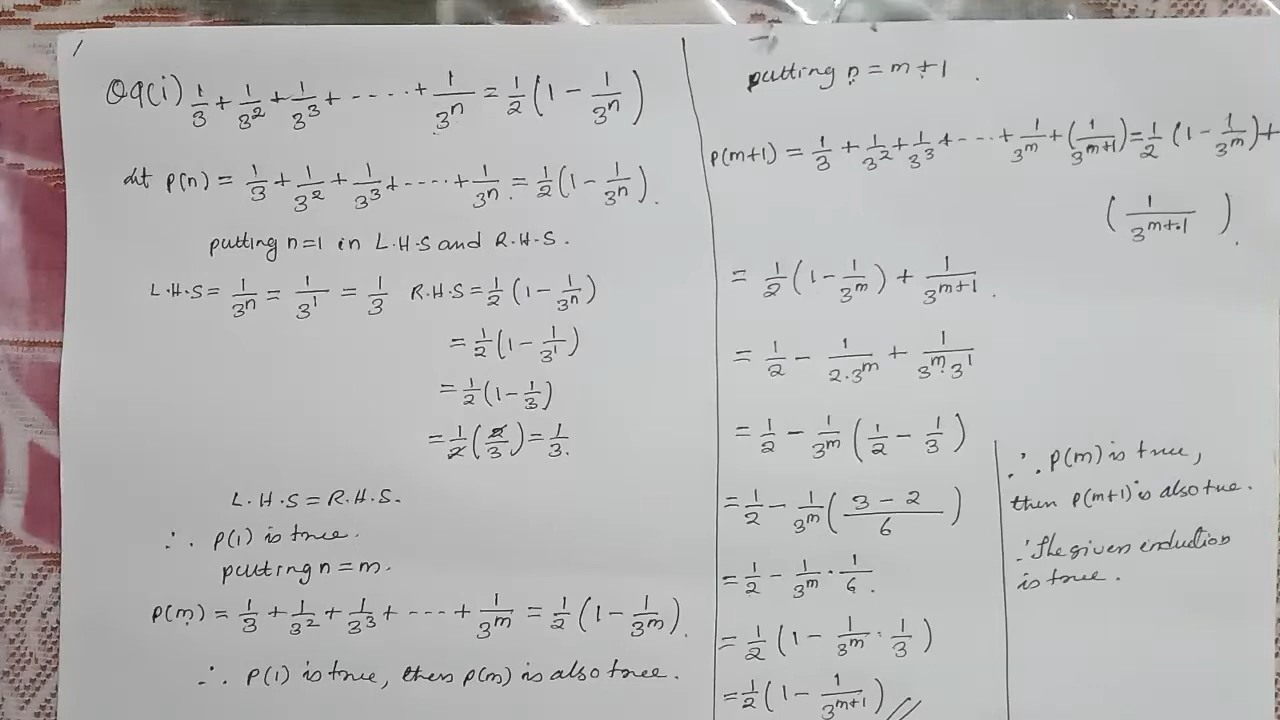 Q9(i) 1/3 + 1/3² + 1/3³ + ---- + 1/3ⁿ = 1/2 (1 - 1/3ⁿ)
P(n) = 1/3 + 1/3² + 1/3³ + ---- + 1/3ⁿ = 1/2 (1 - 1/3ⁿ).
putting n=1 in L.H.S and R.H.S.
L.H.S = 1/3ⁿ = 1/3¹ = 1/3 R.H.S = 1/2 (1 - 1/3ⁿ)
= 1/2 (1 - 1/3¹)
= 1/2 (1 - 1/3)
= 1/2 (2/3) = 1/3.
L.H.S = R.H.S.
∴ P(1) is true.
putting n = m.
P(m) = 1/3 + 1/3² + 1/3³ + --- + 1/3ᵐ = 1/2 (1 - 1/3ᵐ).
∴ P(1) is true, then P(m) is also true.
putting n = m+1.
P(m+1) = 1/3 + 1/3² + 1/3³ + --- + 1/3ᵐ + (1/3ᵐ⁺¹) = 1/2 (1 - 1/3ᵐ) +
(1/3ᵐ⁺¹).
= 1/2 (1 - 1/3ᵐ) + 1/3ᵐ⁺¹.
= 1/2 - 1/2·3ᵐ + 1/3ᵐ·3¹
= 1/2 - 1/3ᵐ (1/2 - 1/3)
= 1/2 - 1/3ᵐ ((3 - 2)/6)
= 1/2 - 1/3ᵐ · 1/6.
= 1/2 (1 - 1/3ᵐ · 1/3)
= 1/2 (1 - 1/3ᵐ⁺¹) //
∴ P(m) is true,
then P(m+1) is also true.
∴ The given induction
is true.